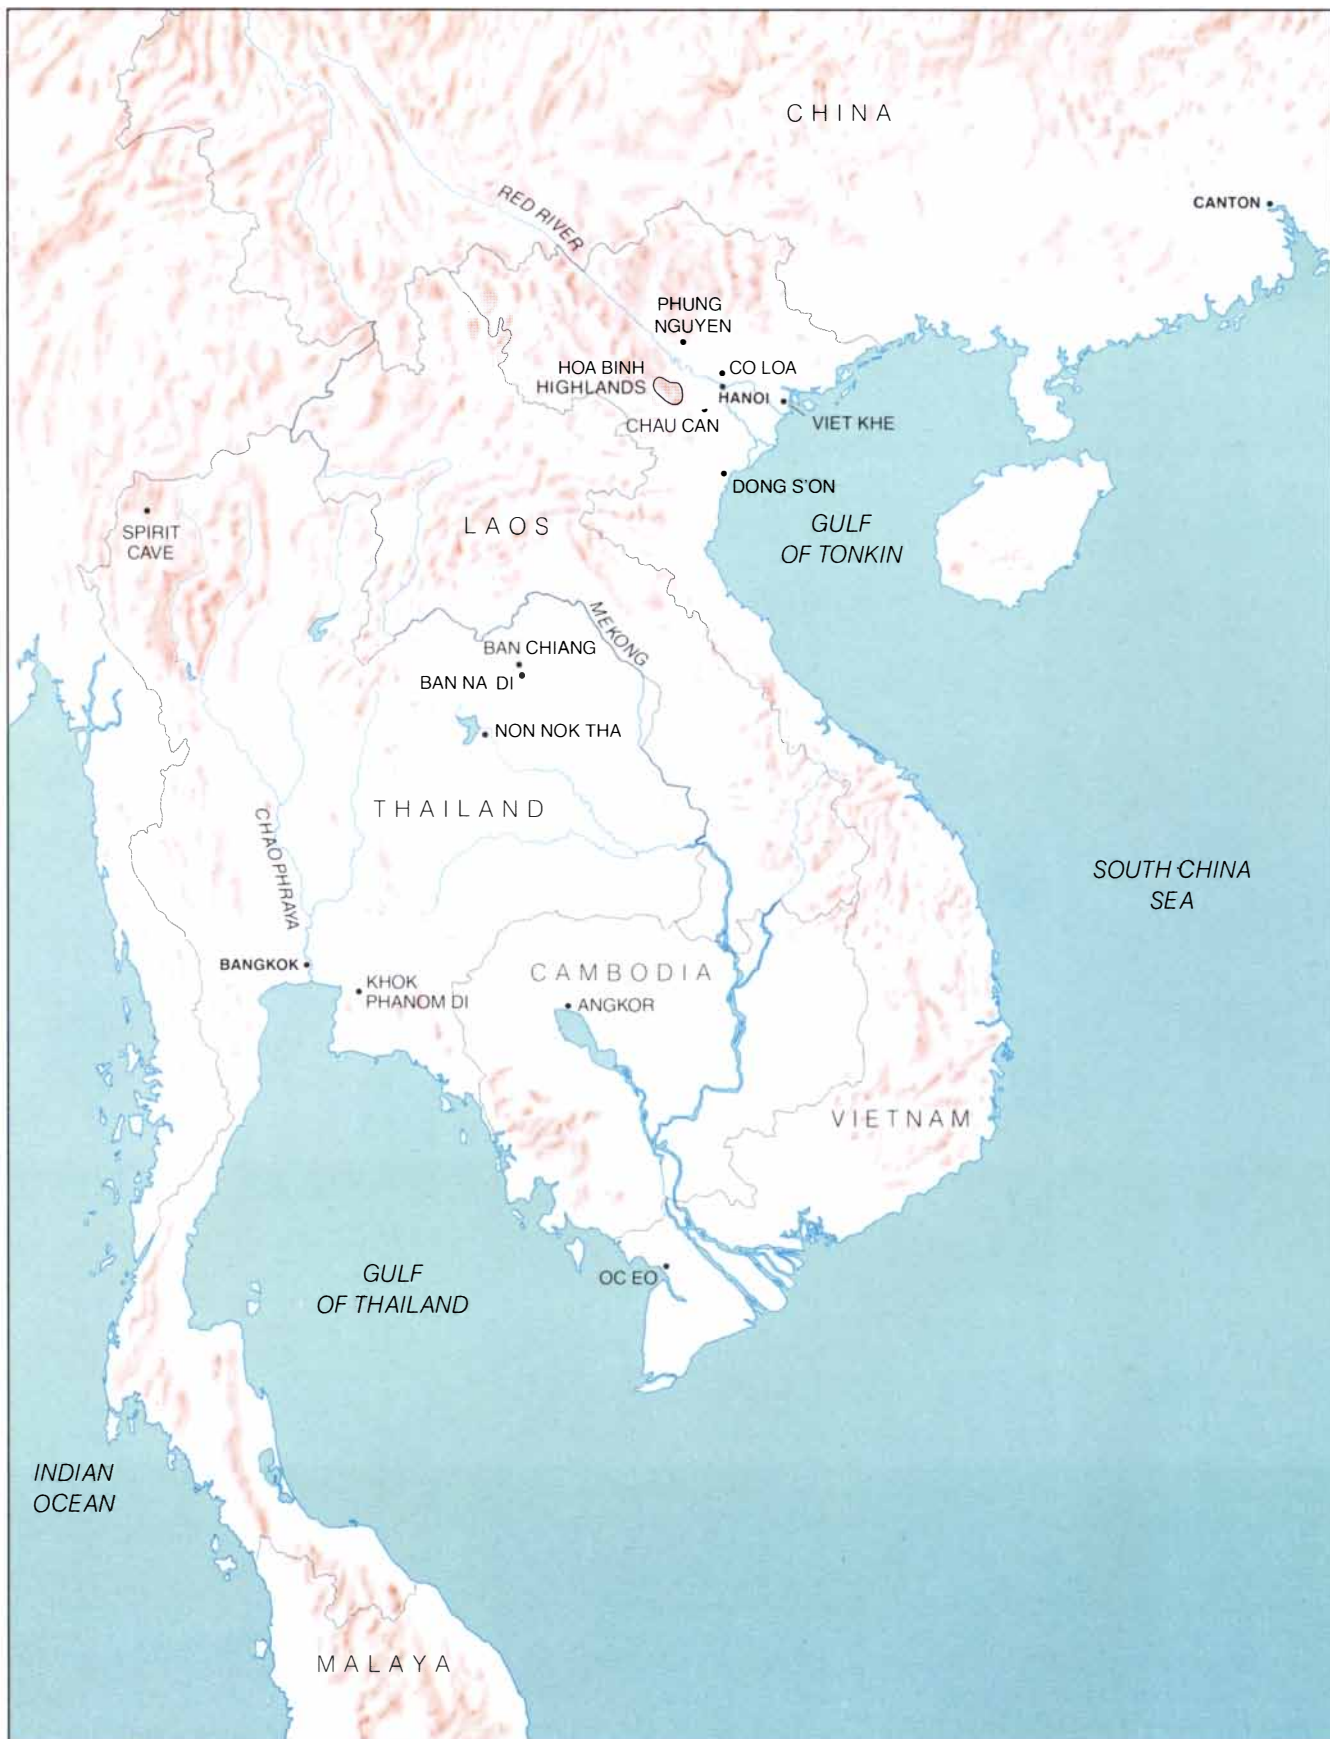 CHINA
CANTON
RED RIVER
PHUNG
NGUYEN
HOA BINH
HIGHLANDS
CO LOA
HANOI
VIET KHE
CHAU CAN
DONG S'ON
SPIRIT
CAVE
LAOS
GULF
OF TONKIN
MEKONG
BAN CHIANG
BAN NA DI
NON NOK THA
THAILAND
CHAOPHRAYA
SOUTH CHINA
SEA
BANGKOK
KHOK
PHANOM DI
CAMBODIA
ANGKOR
VIETNAM
OC EO
GULF
OF THAILAND
INDIAN
OCEAN
MALAYA